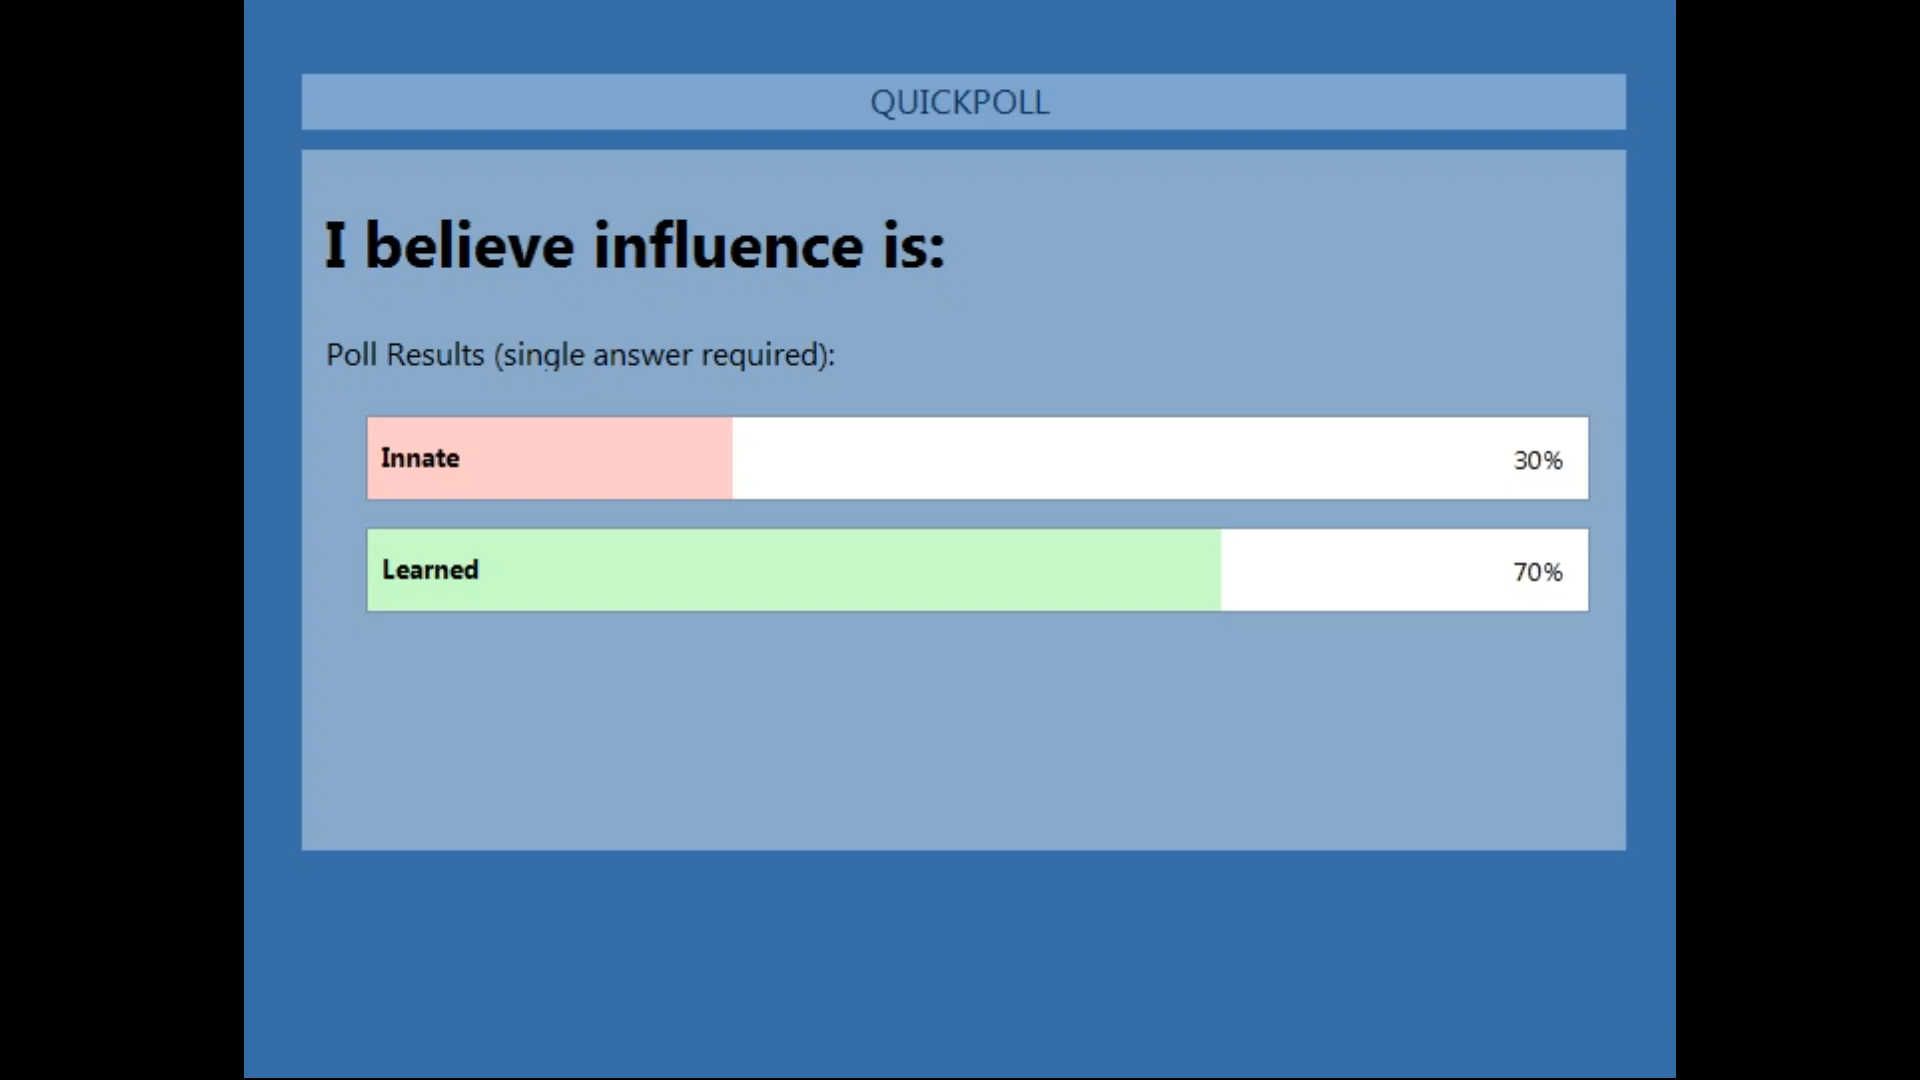 QUICKPOLL
I believe influence is:
Poll Results (single answer required):
Innate 30%
Learned 70%